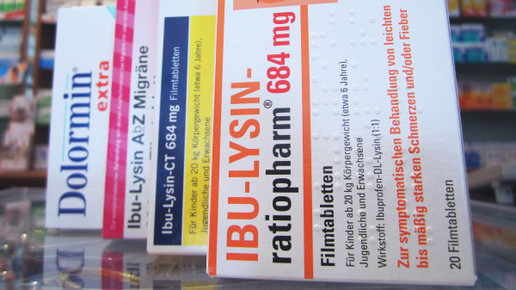 Dolormin®
extra
Ibu-Lysin AbZ Migräne
Filmtabletten
Ibu-Lysin-CT 684 mg Filmtabletten
Für Kinder ab 20 kg Körpergewicht (etwa 6 Jahre),
Jugendliche und Erwachsene
IBU-LYSIN-
ratiopharm® 684 mg
Filmtabletten
Für Kinder ab 20 kg Körpergewicht (etwa 6 Jahre),
Jugendliche und Erwachsene
Wirkstoff: Ibuprofen-DL-Lysin (1:1)
Zur symptomatischen Behandlung von leichten
bis mäßig starken Schmerzen und/oder Fieber
20 Filmtabletten